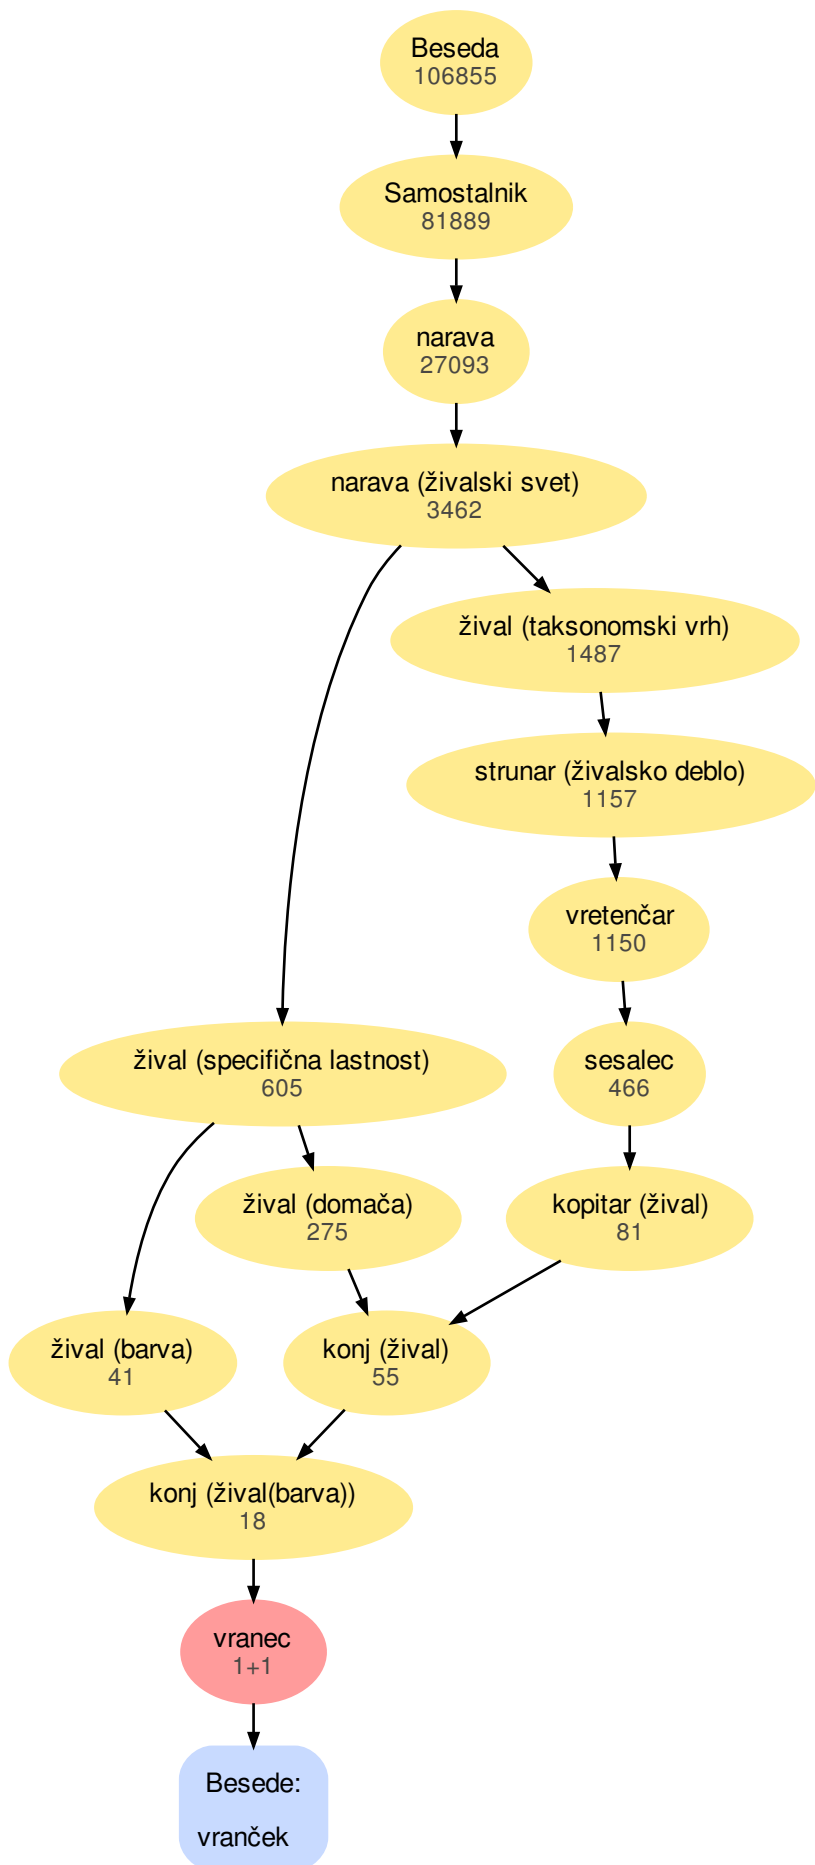 Beseda
106855
Samostalnik
81889
narava
27093
narava (živalski svet)
3462
žival (taksonomski vrh)
1487
strunar (živalsko deblo)
1157
vretenčar
1150
žival (specifična lastnost)
605
sesalec
466
žival (domača)
275
kopitar (žival)
81
žival (barva)
41
konj (žival)
55
konj (žival(barva))
18
vranec
1+1
Besede:
vranček